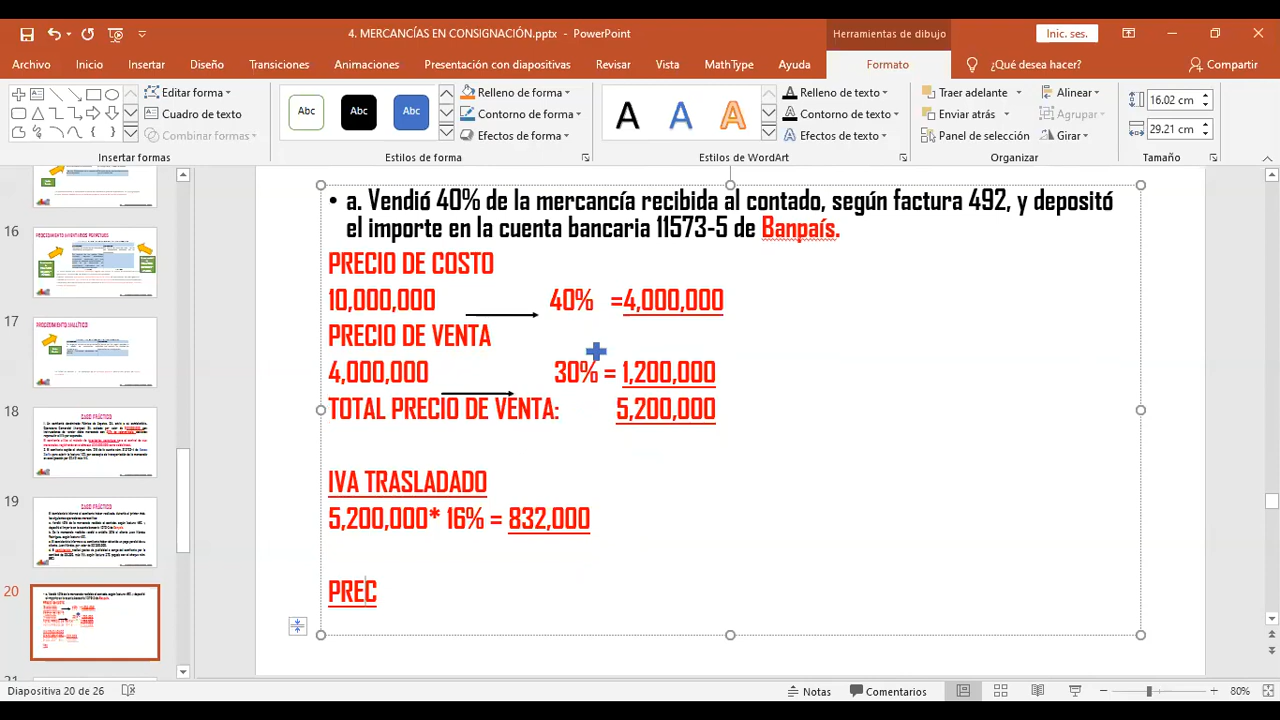 4. MERCANCÍAS EN CONSIGNACIÓN.pptx - PowerPoint
Herramientas de dibujo
Inic. ses.
Archivo Inicio Insertar Diseño Transiciones Animaciones Presentación con diapositivas Revisar Vista MathType Ayuda Formato ¿Qué desea hacer? Compartir
Editar forma
Cuadro de texto
Combinar formas
Insertar formas
Abc Abc Abc
Relleno de forma
Contorno de forma
Efectos de forma
Estilos de forma
A A A
Relleno de texto
Contorno de texto
Efectos de texto
Estilos de WordArt
Traer adelante
Enviar atrás
Panel de selección
Alinear
Agrupar
Girar
Organizar
16.02 cm
29.21 cm
Tamaño
16
17
18
19
20
• a. Vendió 40% de la mercancía recibida al contado, según factura 492, y depositó
el importe en la cuenta bancaria 11573-5 de Banpaís.
PRECIO DE COSTO
10,000,000 40% =4,000,000
PRECIO DE VENTA
4,000,000 30% = 1,200,000
TOTAL PRECIO DE VENTA: 5,200,000
IVA TRASLADADO
5,200,000* 16% = 832,000
PREC
Diapositiva 20 de 26
Notas
Comentarios
80%